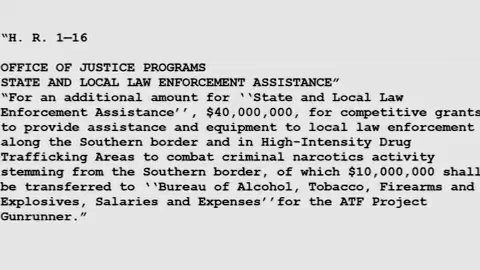 “H. R. 1—16
OFFICE OF JUSTICE PROGRAMS
STATE AND LOCAL LAW ENFORCEMENT ASSISTANCE”
“For an additional amount for ‘‘State and Local Law
Enforcement Assistance’’, $40,000,000, for competitive grants
to provide assistance and equipment to local law enforcement
along the Southern border and in High-Intensity Drug
Trafficking Areas to combat criminal narcotics activity
stemming from the Southern border, of which $10,000,000 shall
be transferred to ‘‘Bureau of Alcohol, Tobacco, Firearms and
Explosives, Salaries and Expenses’’for the ATF Project
Gunrunner.”